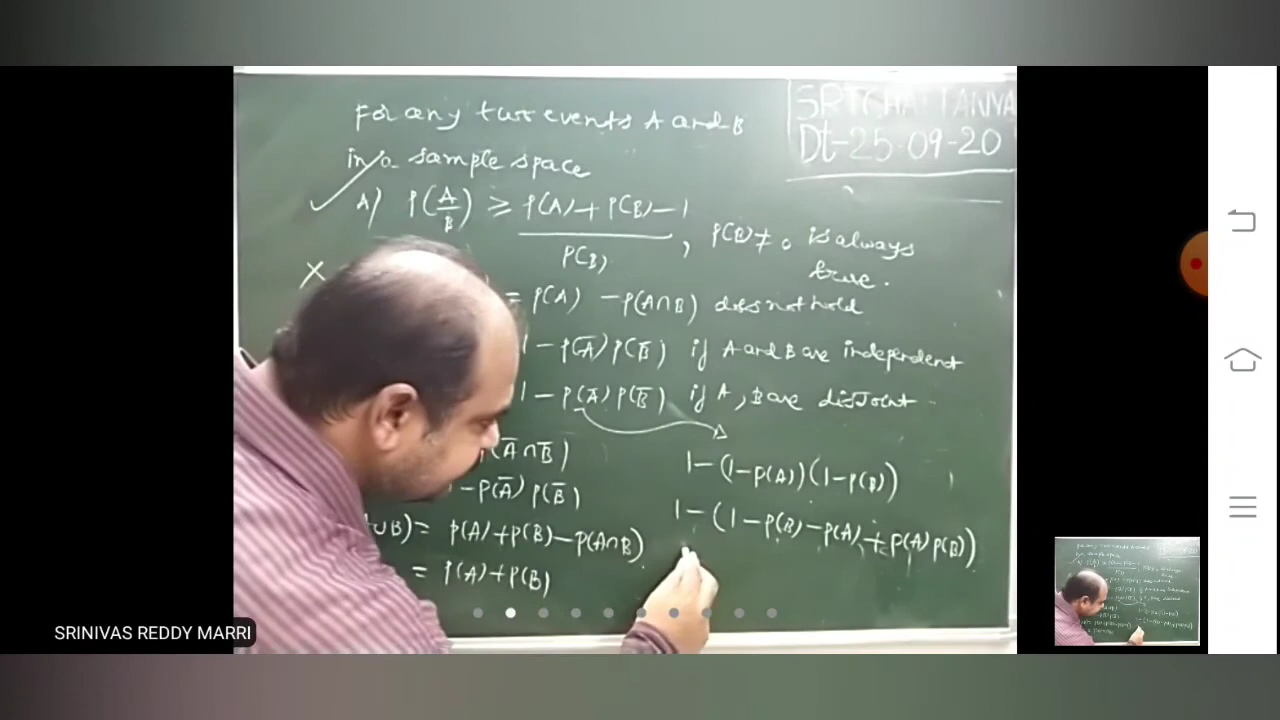 For any two events A and B
in a sample space
A) P(A/B) ≥ P(A) + P(B) - 1
P(B) , P(B) ≠ 0 is always
true.
X
= P(A) - P(A∩B) does not hold
1 - P(A̅) P(B̅) if A and B are independent
1 - P(A̅) P(B̅) if A, B are disjoint
(A̅∩B̅)
- P(A̅) P(B̅)
∪B) = P(A) + P(B) - P(A∩B)
= P(A) + P(B)
1 - (1 - P(A)) (1 - P(B))
1 - (1 - P(B) - P(A) + P(A) P(B))
SRI CHAITANYA
Dt-25-09-20
SRINIVAS REDDY MARRI